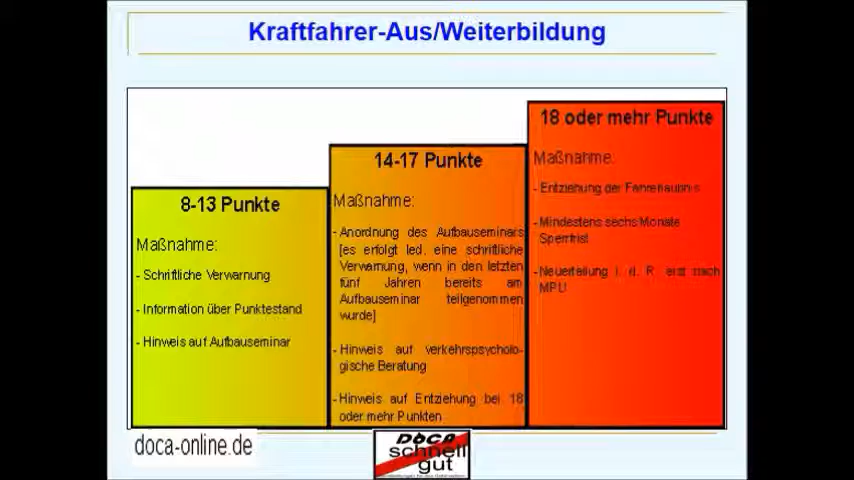 Kraftfahrer-Aus/Weiterbildung
8-13 Punkte
Maßnahme:
- Schriftliche Verwarnung
- Information über Punktestand
- Hinweis auf Aufbauseminar
14-17 Punkte
Maßnahme:
- Anordnung des Aufbauseminars
[es erfolgt led. eine schriftliche
Verwarnung, wenn in den letzten
fünf Jahren bereits am
Aufbauseminar teilgenommen
wurde]
- Hinweis auf verkehrspsycholo-
gische Beratung
- Hinweis auf Entziehung bei 18
oder mehr Punkten
18 oder mehr Punkte
Maßnahme:
- Entziehung der Fahrerlaubnis
- Mindestens sechs Monate
Sperrfrist
- Neuerteilung i. d. R. erst nach
MPU
doca-online.de
DOCA
schnell
gut